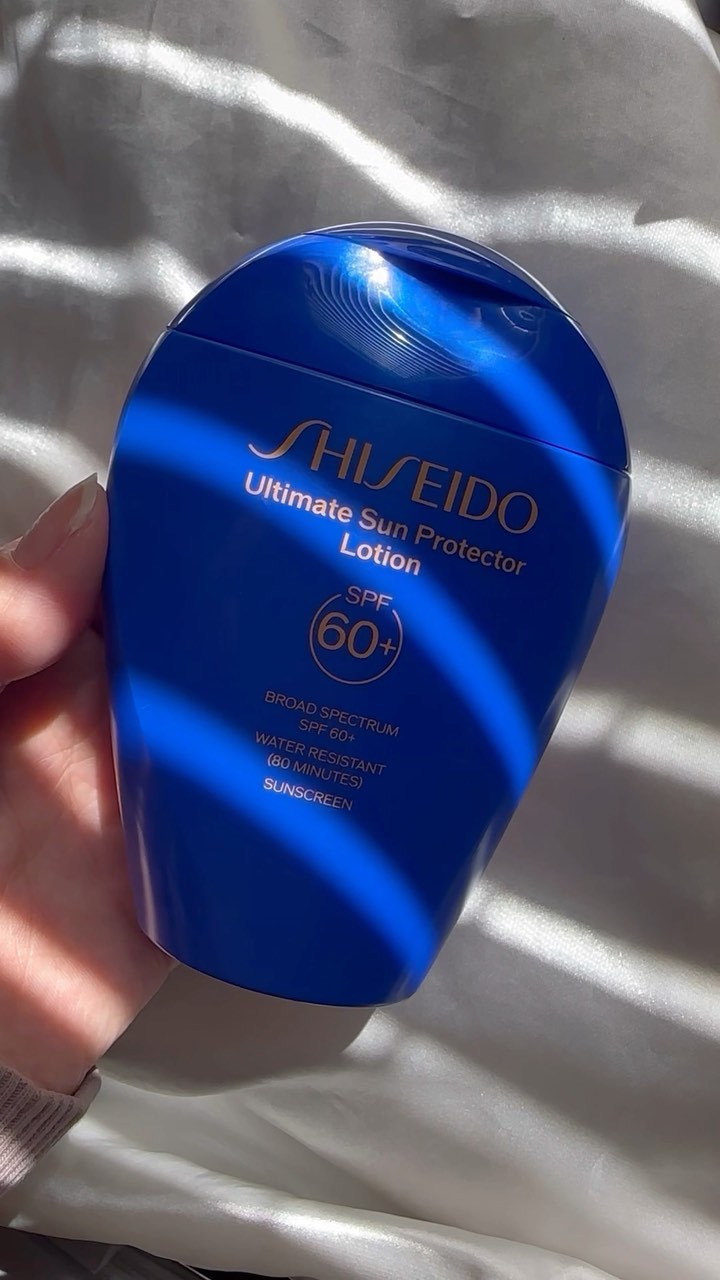 SHISEIDO
Ultimate Sun Protector
Lotion
SPF
60+
BROAD SPECTRUM
SPF 60+
WATER RESISTANT
(80 MINUTES)
SUNSCREEN